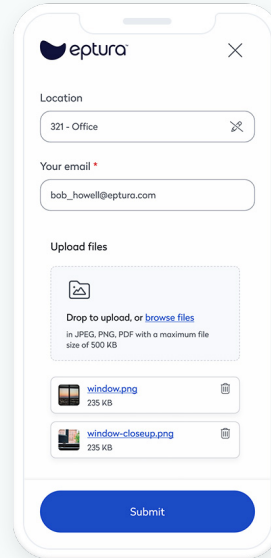 eptura
Location
321 - Office
Your email *
bob_howell@eptura.com
Upload files
Drop to upload, or browse files
in JPEG, PNG, PDF with a maximum file
size of 500 KB
window.png
235 KB
window-closeup.png
235 KB
Submit